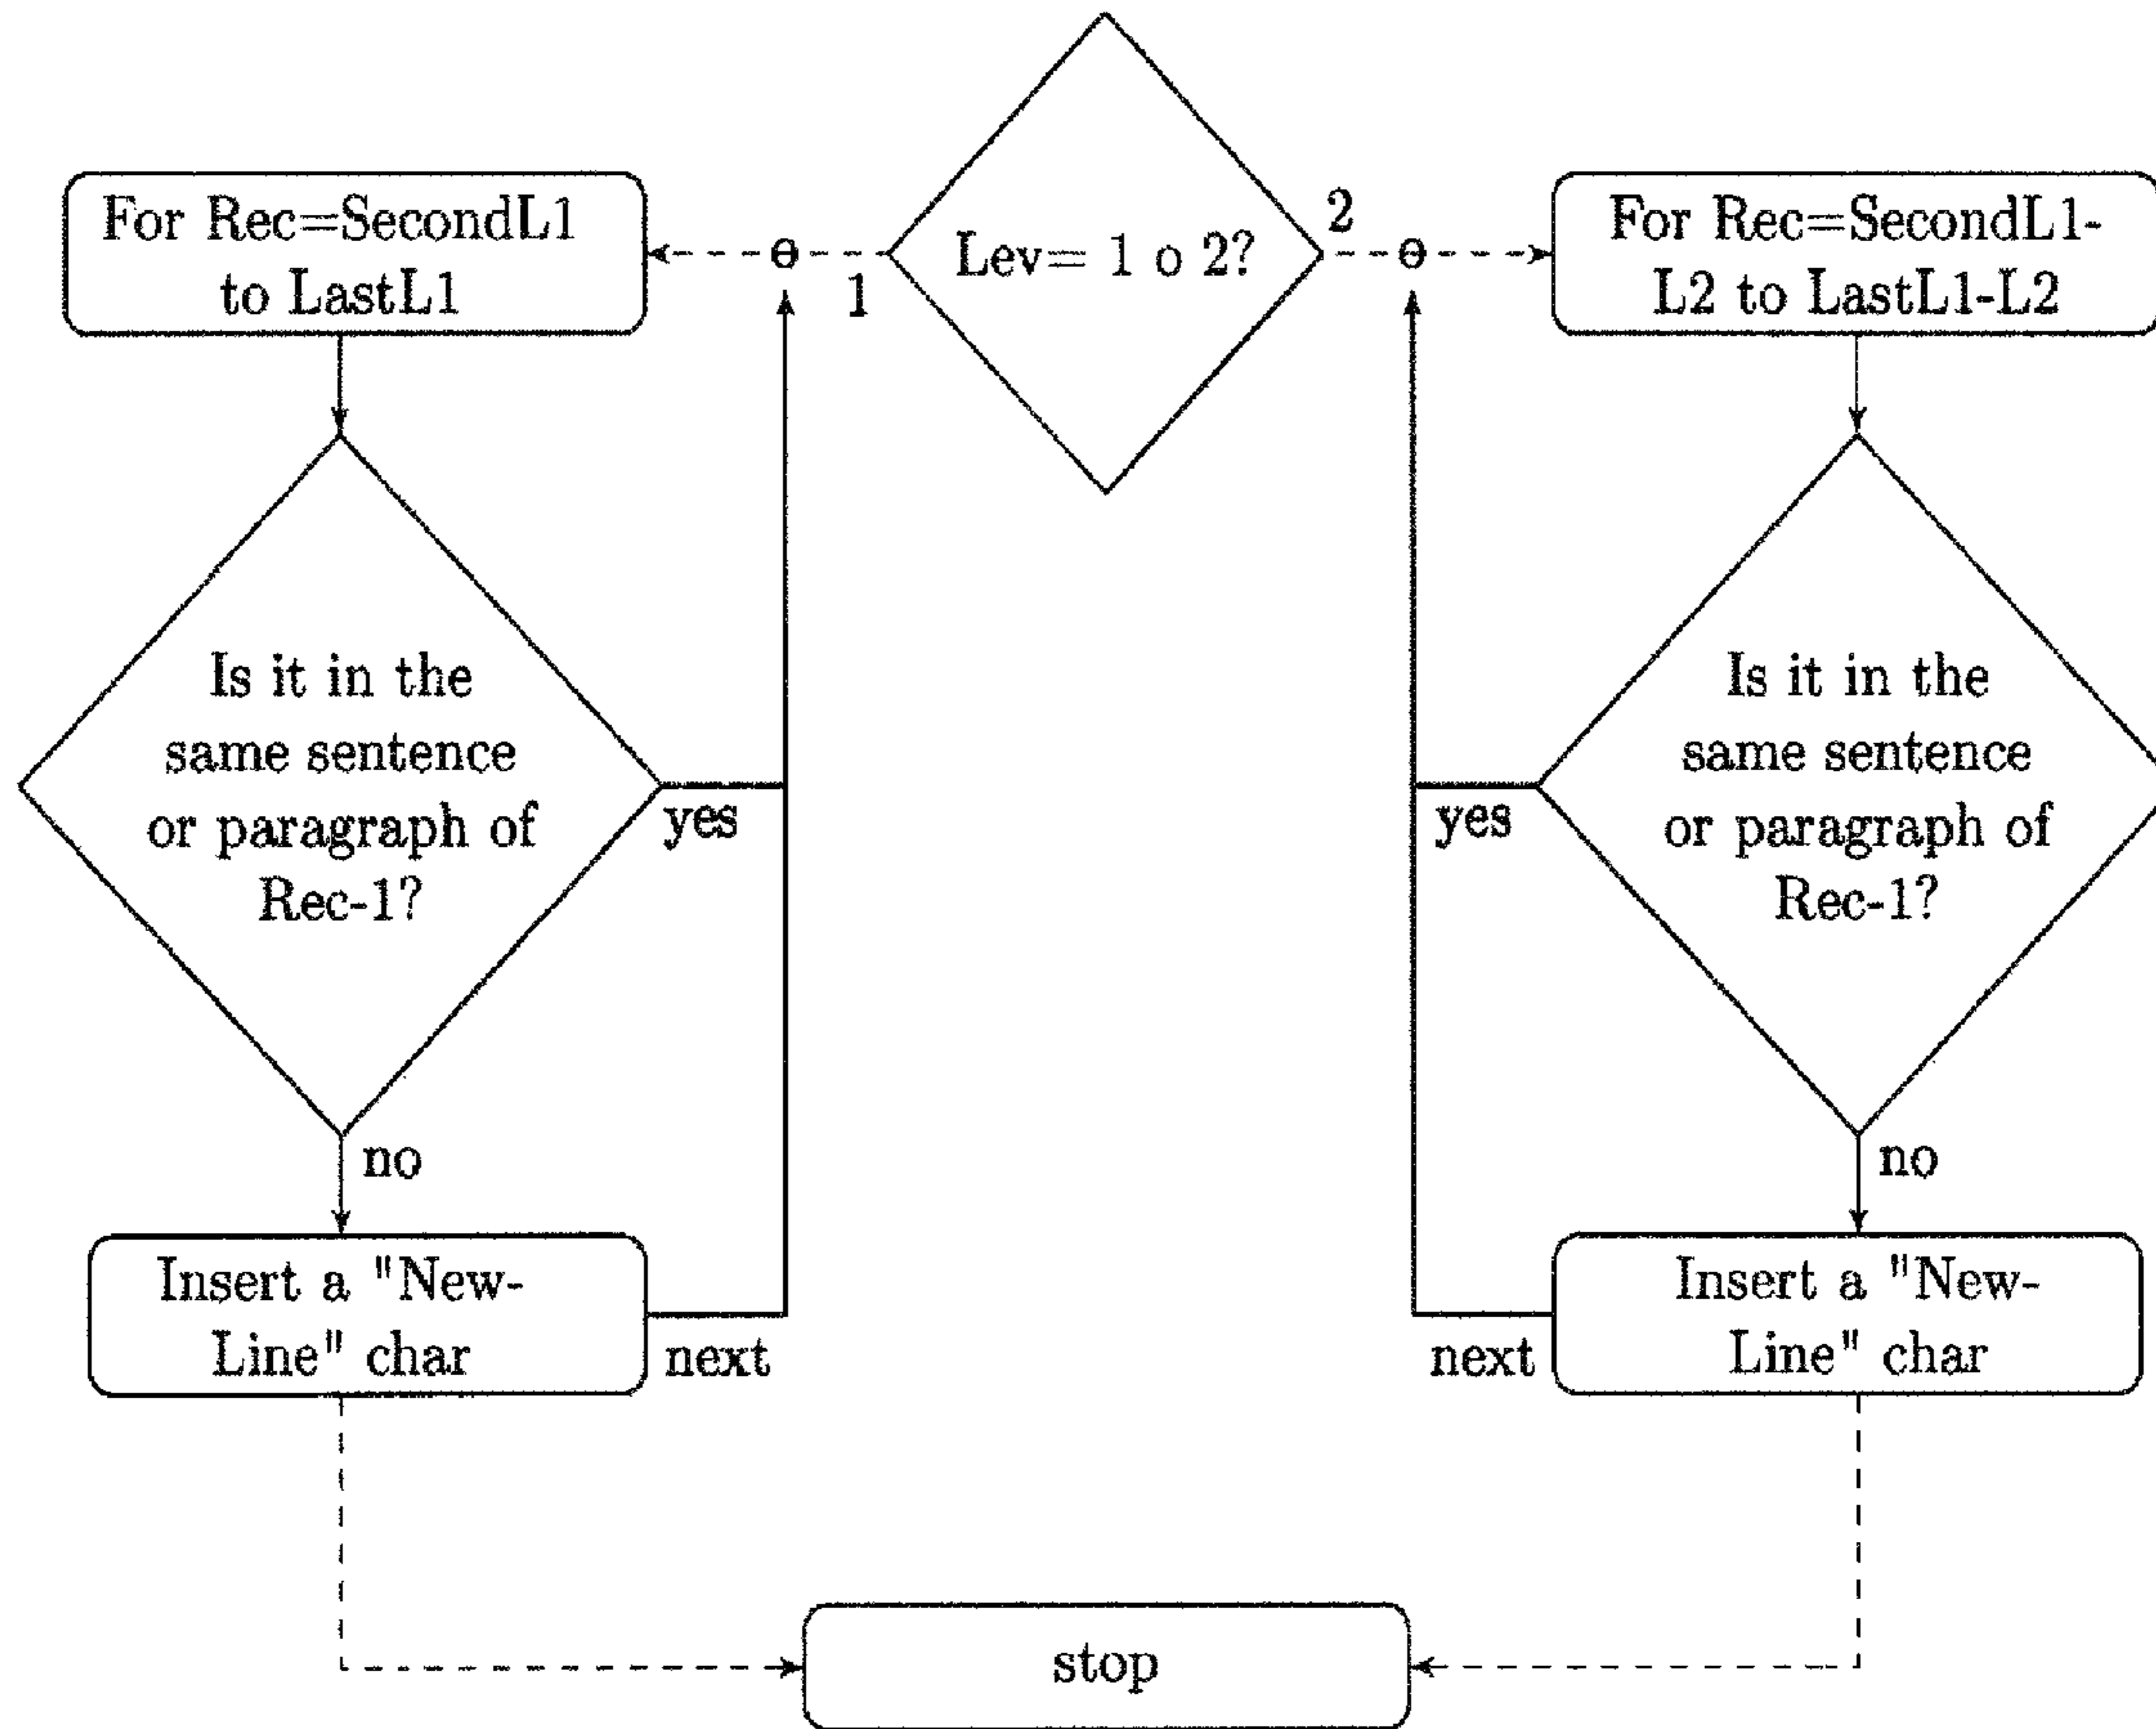 Lev= 1 o 2?
1
2
For Rec=SecondL1
to LastL1
For Rec=SecondL1-
L2 to LastL1-L2
Is it in the
same sentence
or paragraph of
Rec-1?
yes
no
Is it in the
same sentence
or paragraph of
Rec-1?
yes
no
Insert a "New-
Line" char
next
Insert a "New-
Line" char
next
stop